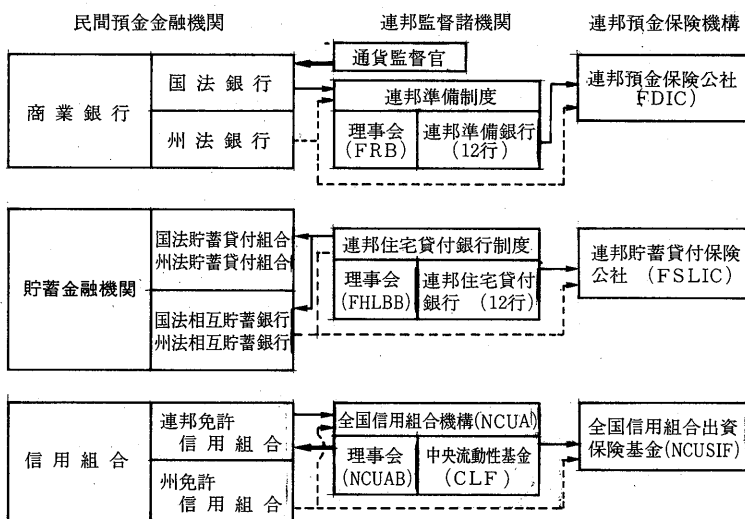 民間預金金融機関
連邦監督諸機関
連邦預金保険機構
商業銀行
国法銀行
州法銀行
通貨監督官
連邦準備制度
理事会
(FRB)
連邦準備銀行
(12行)
連邦預金保険公社
FDIC)
貯蓄金融機関
国法貯蓄貸付組合
州法貯蓄貸付組合
国法相互貯蓄銀行
州法相互貯蓄銀行
連邦住宅貸付銀行制度
理事会
(FHLBB)
連邦住宅貸付
銀行 (12行)
連邦貯蓄貸付保険
公社 (FSLIC)
信用組合
連邦免許
信用組合
州免許
信用組合
全国信用組合機構(NCUA)
理事会
(NCUAB)
中央流動性基金
(CLF)
全国信用組合出資
保険基金(NCUSIF)